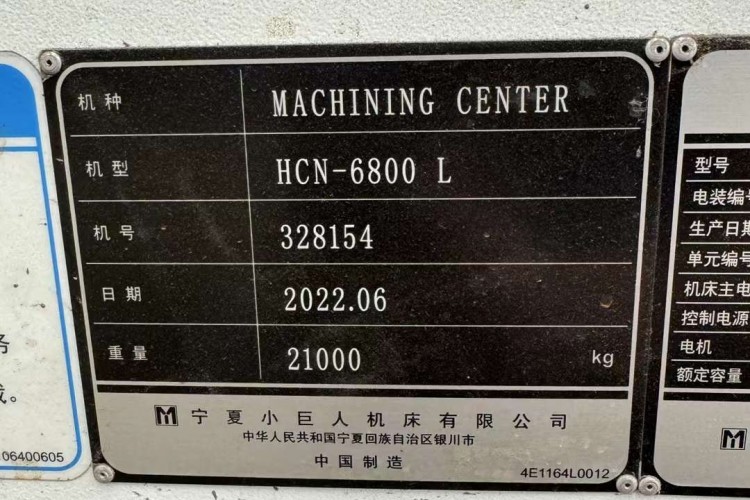 机种 MACHINING CENTER
机型 HCN-6800 L
机号 328154
日期 2022.06
重量 21000 kg
宁夏小巨人机床有限公司
中华人民共和国宁夏回族自治区银川市
中国制造
4E1164L0012
型号
电装编号
生产日期
单元编号
机床主电
控制电源
电机
额定容量
务
。
06400605